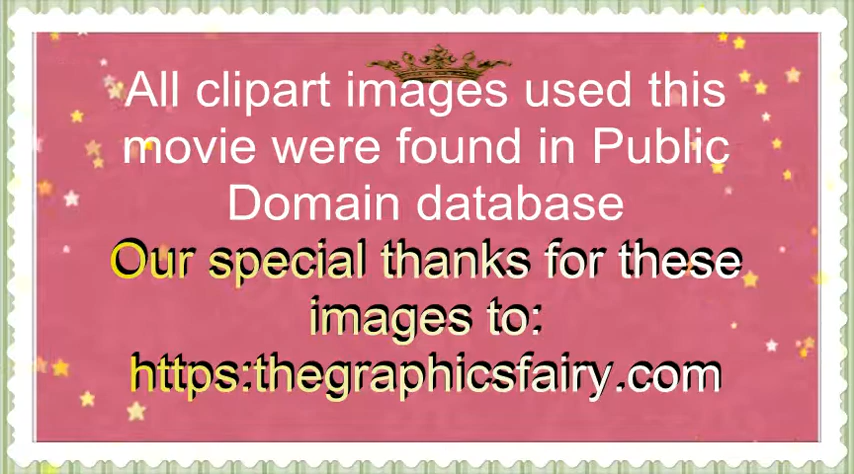 All clipart images used this
movie were found in Public
Domain database
Our special thanks for these
images to:
https:thegraphicsfairy.com